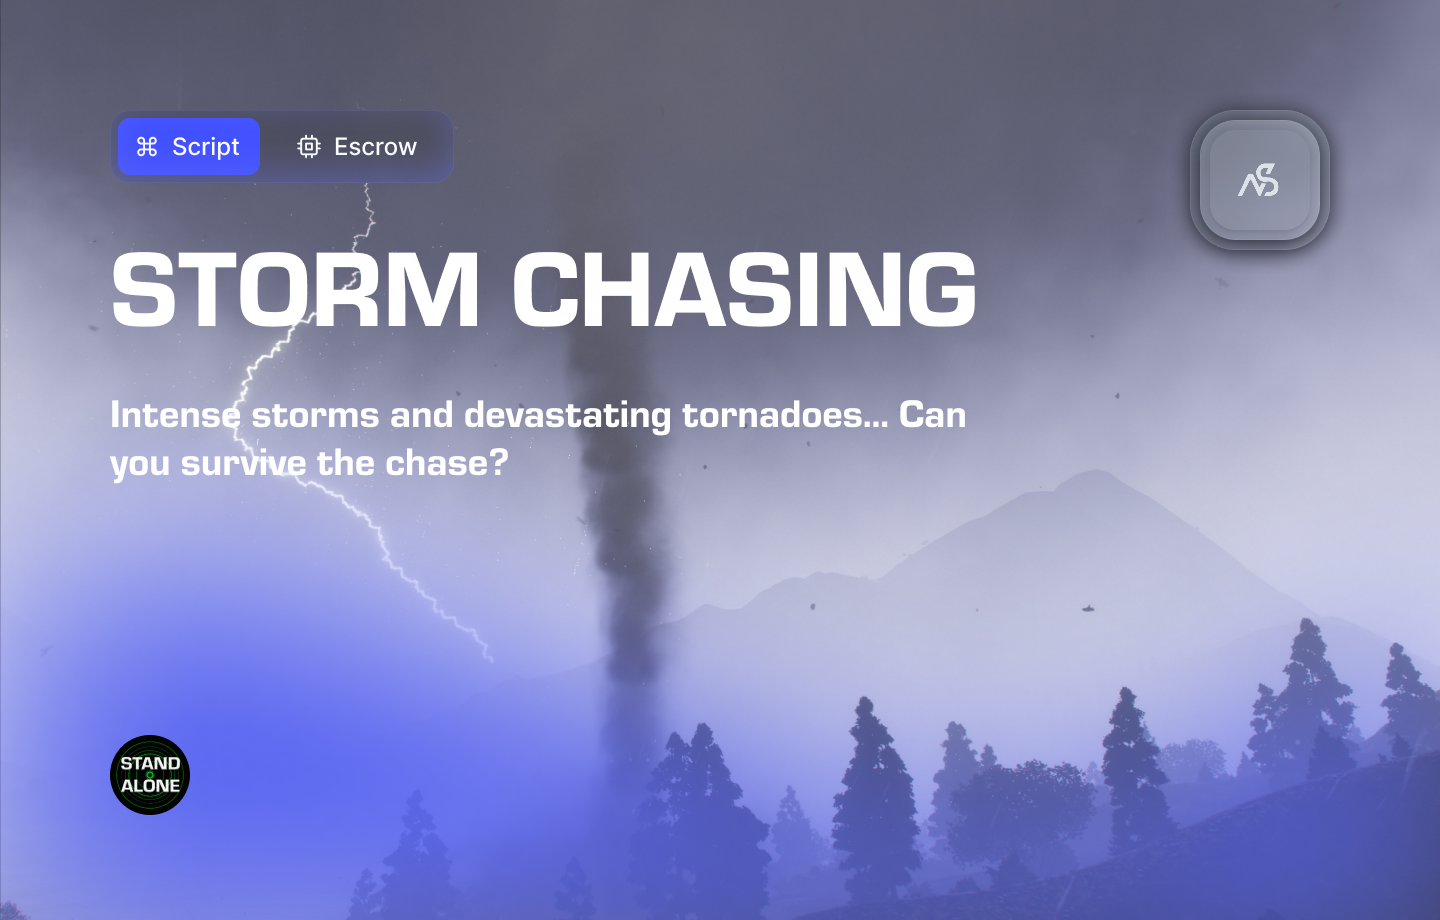 Script
Escrow
STORM CHASING
Intense storms and devastating tornadoes... Can
you survive the chase?
STAND
ALONE